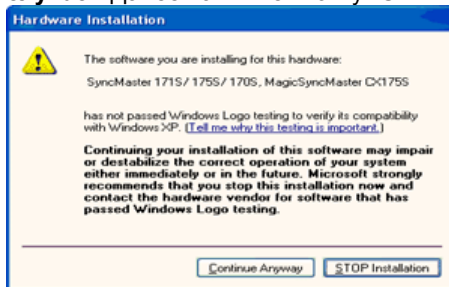 Hardware Installation
The software you are installing for this hardware:
SyncMaster 171S/ 175S/ 170S, MagicSyncMaster CX175S
has not passed Windows Logo testing to verify its compatibility
with Windows XP. (Tell me why this testing is important.)
Continuing your installation of this software may impair
or destabilize the correct operation of your system
either immediately or in the future. Microsoft strongly
recommends that you stop this installation now and
contact the hardware vendor for software that has
passed Windows Logo testing.
Continue Anyway STOP Installation